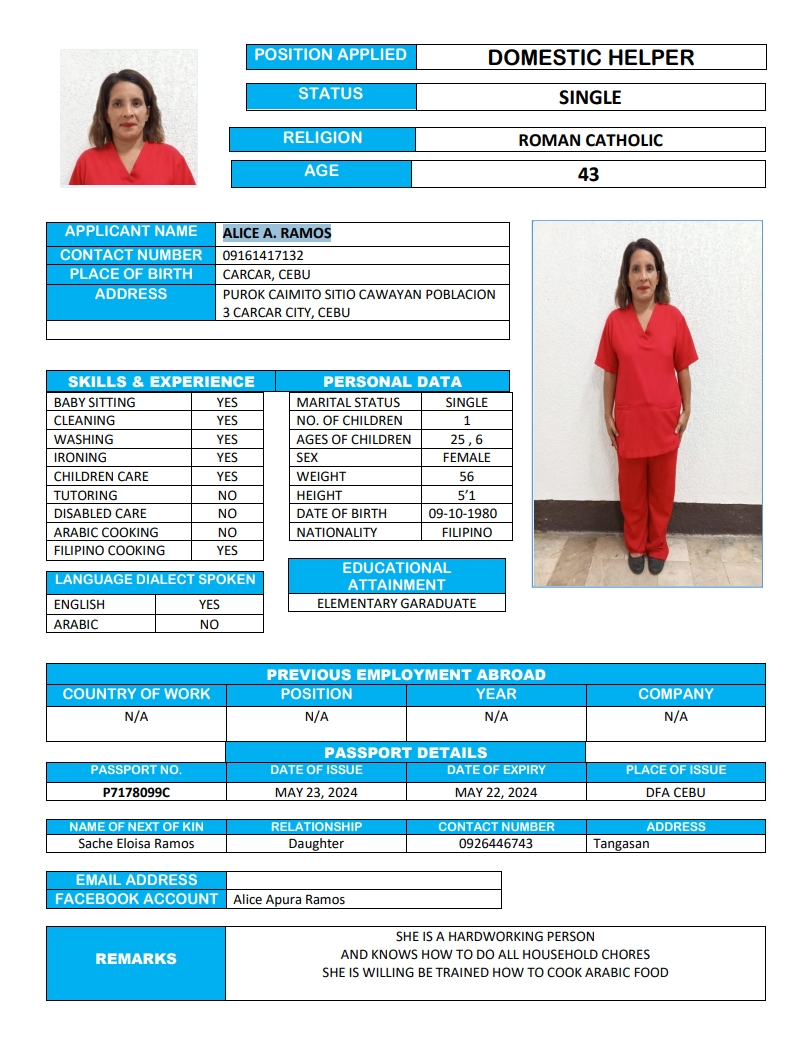 POSITION APPLIED DOMESTIC HELPER
STATUS SINGLE
RELIGION ROMAN CATHOLIC
AGE 43
APPLICANT NAME ALICE A. RAMOS
CONTACT NUMBER 09161417132
PLACE OF BIRTH CARCAR, CEBU
ADDRESS PUROK CAIMITO SITIO CAWAYAN POBLACION
3 CARCAR CITY, CEBU
SKILLS & EXPERIENCE
BABY SITTING YES
CLEANING YES
WASHING YES
IRONING YES
CHILDREN CARE YES
TUTORING NO
DISABLED CARE NO
ARABIC COOKING NO
FILIPINO COOKING YES
LANGUAGE DIALECT SPOKEN
ENGLISH YES
ARABIC NO
PERSONAL DATA
MARITAL STATUS SINGLE
NO. OF CHILDREN 1
AGES OF CHILDREN 25 , 6
SEX FEMALE
WEIGHT 56
HEIGHT 5’1
DATE OF BIRTH 09-10-1980
NATIONALITY FILIPINO
EDUCATIONAL
ATTAINMENT
ELEMENTARY GARADUATE
PREVIOUS EMPLOYMENT ABROAD
COUNTRY OF WORK POSITION YEAR COMPANY
N/A N/A N/A N/A
PASSPORT DETAILS
PASSPORT NO. DATE OF ISSUE DATE OF EXPIRY PLACE OF ISSUE
P7178099C MAY 23, 2024 MAY 22, 2024 DFA CEBU
NAME OF NEXT OF KIN RELATIONSHIP CONTACT NUMBER ADDRESS
Sache Eloisa Ramos Daughter 0926446743 Tangasan
EMAIL ADDRESS
FACEBOOK ACCOUNT Alice Apura Ramos
REMARKS
SHE IS A HARDWORKING PERSON
AND KNOWS HOW TO DO ALL HOUSEHOLD CHORES
SHE IS WILLING BE TRAINED HOW TO COOK ARABIC FOOD